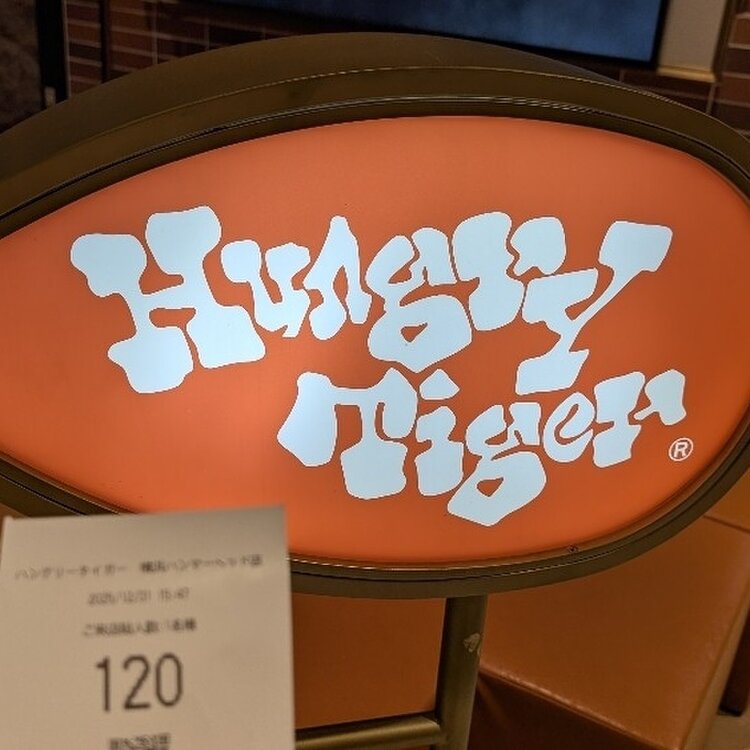 Hungry
Tiger
®
ハングリータイガー 横浜ハンマーヘッド店
2025/12/31 15:47
ご来店総人数:1名様
120